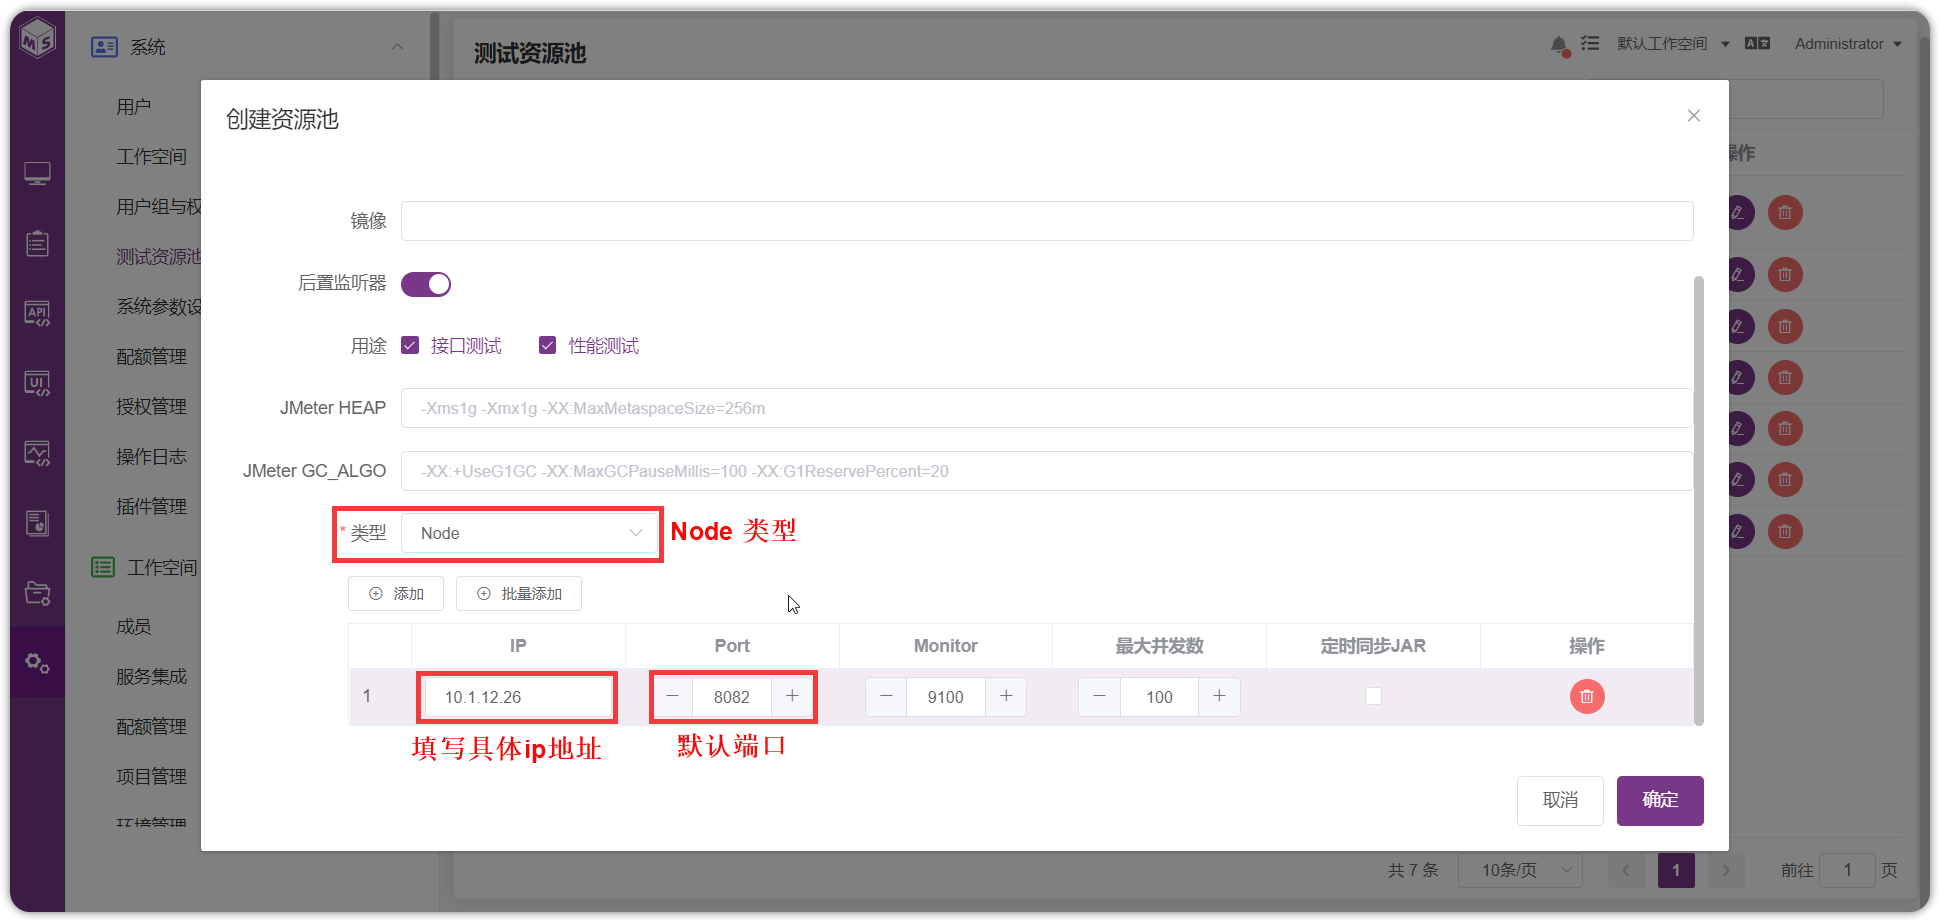 MS
系统
测试资源池
默认工作空间
Administrator
用户
工作空间
用户组与权
测试资源池
系统参数设
配额管理
授权管理
操作日志
插件管理
工作空间
成员
服务集成
配额管理
项目管理
环境管理
API
UI
操作
创建资源池
镜像
后置监听器
用途 接口测试 性能测试
JMeter HEAP -Xms1g -Xmx1g -XX:MaxMetaspaceSize=256m
JMeter GC_ALGO -XX:+UseG1GC -XX:MaxGCPauseMillis=100 -XX:G1ReservePercent=20
* 类型 Node Node 类型
添加 批量添加
IP Port Monitor 最大并发数 定时同步JAR 操作
1 10.1.12.26 8082 9100 100
填写具体ip地址 默认端口
取消 确定
共 7 条 10条/页 1 前往 1 页